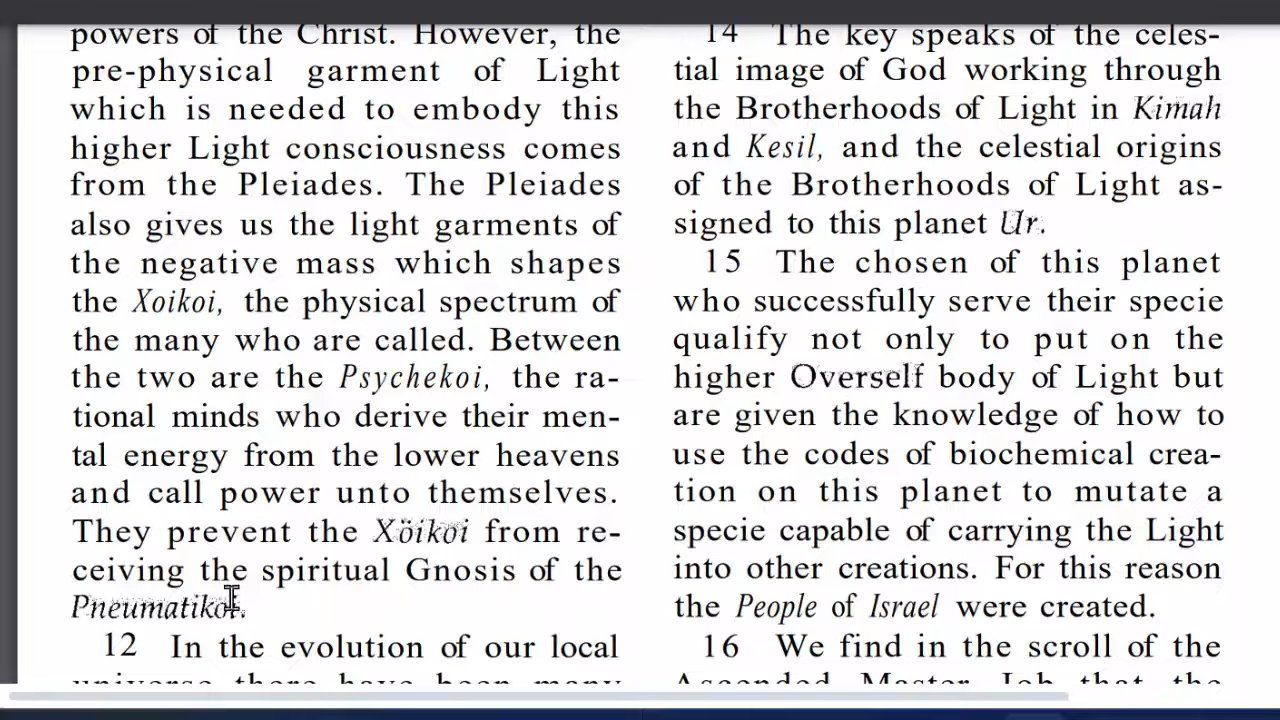 powers of the Christ. However, the
pre-physical garment of Light
which is needed to embody this
higher Light consciousness comes
from the Pleiades. The Pleiades
also gives us the light garments of
the negative mass which shapes
the Xoikoi, the physical spectrum of
the many who are called. Between
the two are the Psychekoi, the ra-
tional minds who derive their men-
tal energy from the lower heavens
and call power unto themselves.
They prevent the Xöikoi from re-
ceiving the spiritual Gnosis of the
Pneumatikoi.
12 In the evolution of our local
universe there have been many
14 The key speaks of the celes-
tial image of God working through
the Brotherhoods of Light in Kimah
and Kesil, and the celestial origins
of the Brotherhoods of Light as-
signed to this planet Ur.
15 The chosen of this planet
who successfully serve their specie
qualify not only to put on the
higher Overself body of Light but
are given the knowledge of how to
use the codes of biochemical crea-
tion on this planet to mutate a
specie capable of carrying the Light
into other creations. For this reason
the People of Israel were created.
16 We find in the scroll of the
Ascended Master Job that the